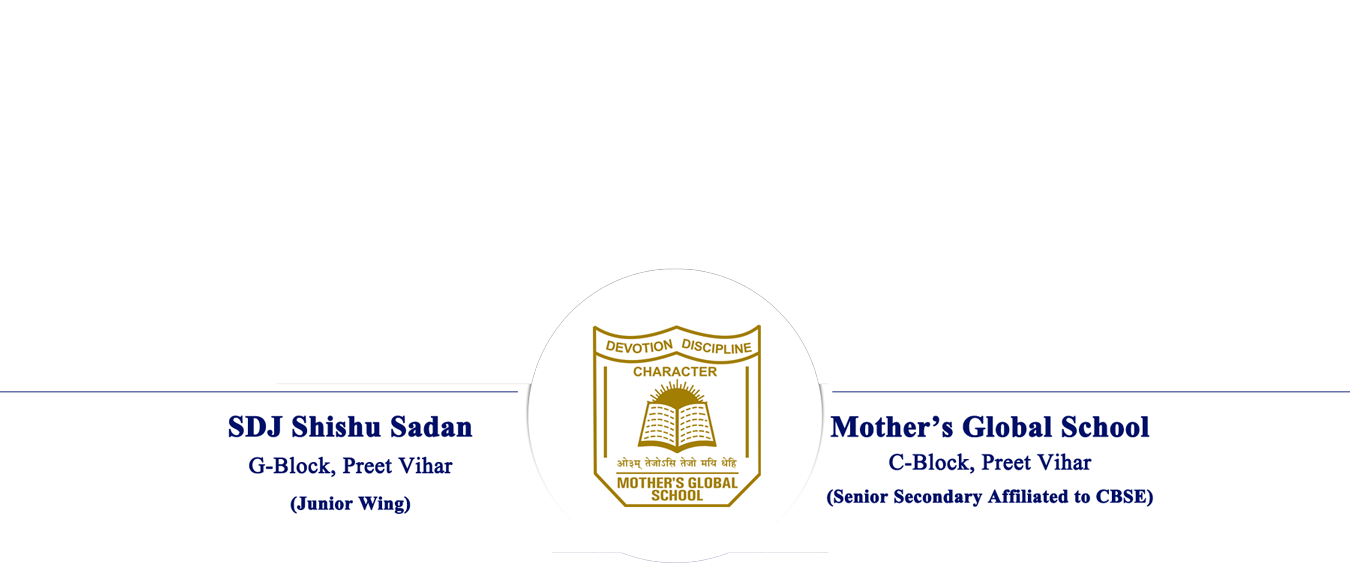 SDJ Shishu Sadan
G-Block, Preet Vihar
(Junior Wing)
DEVOTION DISCIPLINE
CHARACTER
ओ३म् तेजोऽसि तेजो मयि धेहि
MOTHER'S GLOBAL
SCHOOL
Mother’s Global School
C-Block, Preet Vihar
(Senior Secondary Affiliated to CBSE)